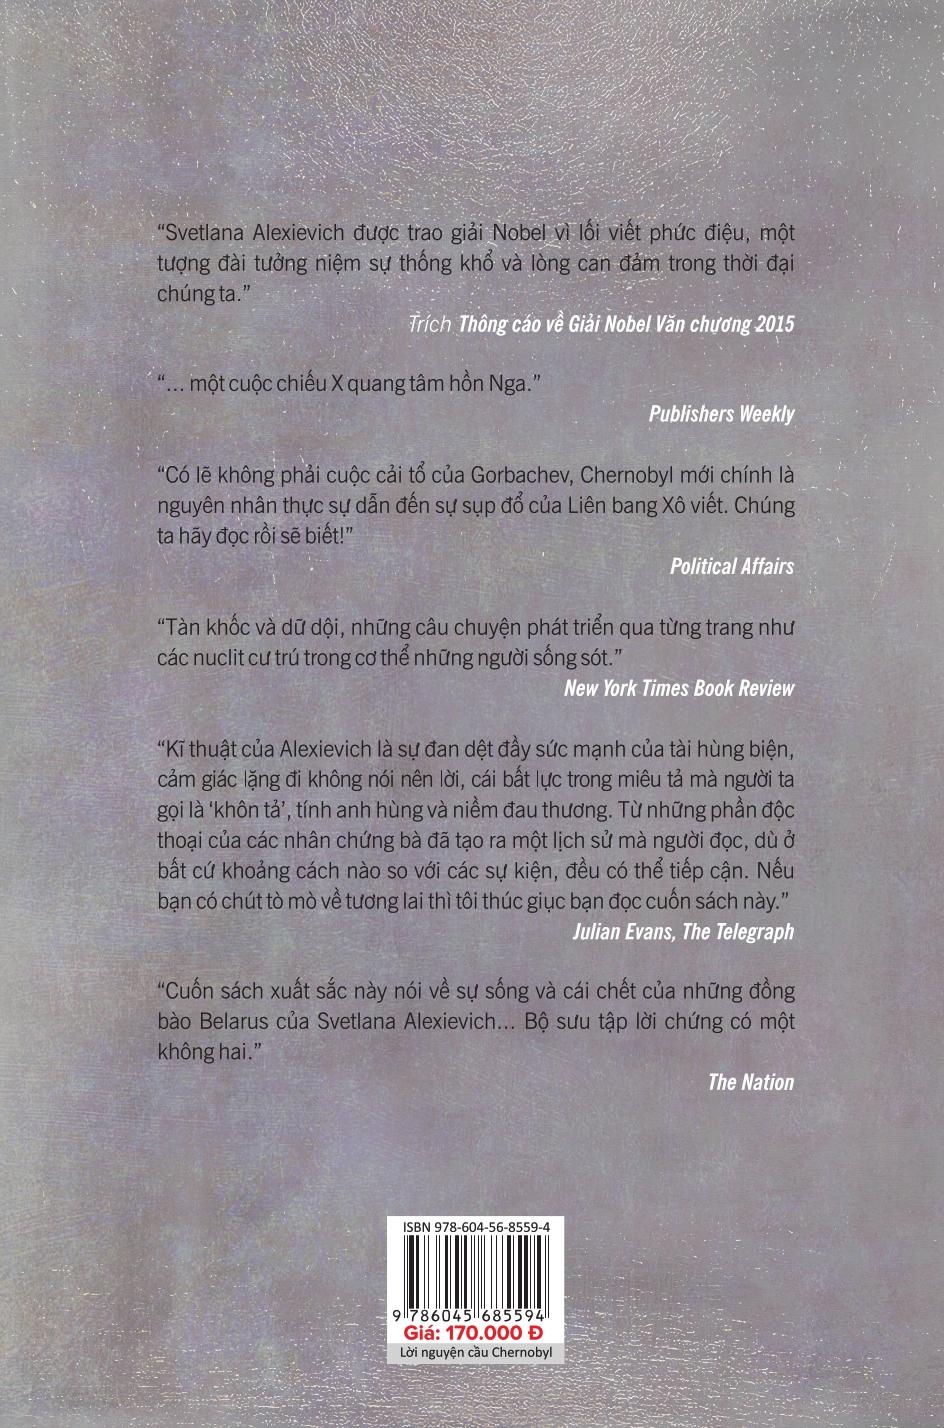 “Svetlana Alexievich được trao giải Nobel vì lối viết phức điệu, một
tượng đài tưởng niệm sự thống khổ và lòng can đảm trong thời đại
chúng ta.”
Trích Thông cáo về Giải Nobel Văn chương 2015
“... một cuộc chiếu X quang tâm hồn Nga.”
Publishers Weekly
“Có lẽ không phải cuộc cải tổ của Gorbachev, Chernobyl mới chính là
nguyên nhân thực sự dẫn đến sự sụp đổ của Liên bang Xô viết. Chúng
ta hãy đọc rồi sẽ biết!”
Political Affairs
“Tàn khốc và dữ dội, những câu chuyện phát triển qua từng trang như
các nuclit cư trú trong cơ thể những người sống sót.”
New York Times Book Review
“Kĩ thuật của Alexievich là sự đan dệt đầy sức mạnh của tài hùng biện,
cảm giác lặng đi không nói nên lời, cái bất lực trong miêu tả mà người ta
gọi là ‘khôn tả’, tính anh hùng và niềm đau thương. Từ những phần độc
thoại của các nhân chứng bà đã tạo ra một lịch sử mà người đọc, dù ở
bất cứ khoảng cách nào so với các sự kiện, đều có thể tiếp cận. Nếu
bạn có chút tò mò về tương lai thì tôi thúc giục bạn đọc cuốn sách này.”
Julian Evans, The Telegraph
“Cuốn sách xuất sắc này nói về sự sống và cái chết của những đồng
bào Belarus của Svetlana Alexievich... Bộ sưu tập lời chứng có một
không hai.”
The Nation
ISBN 978-604-56-8559-4
9 786045 685594
Giá: 170.000 Đ
Lời nguyện cầu Chernobyl